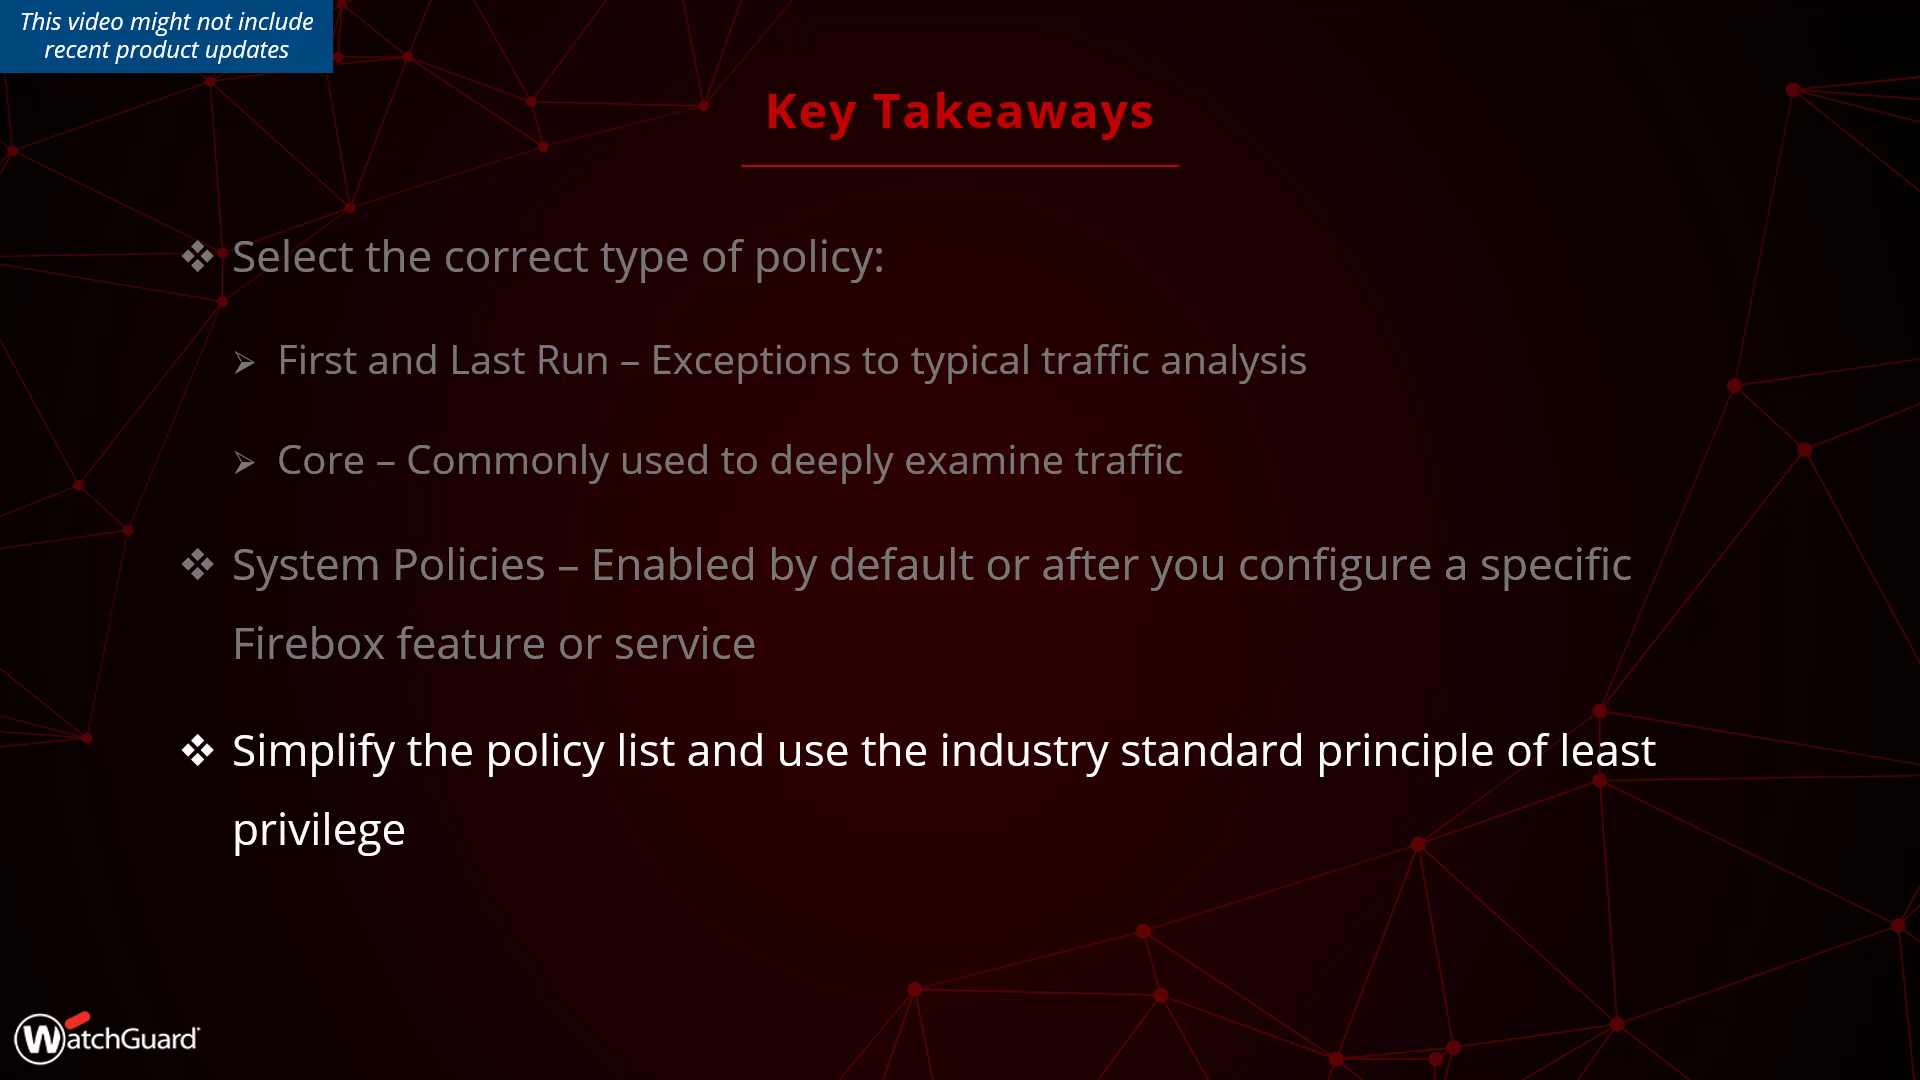 This video might not include
recent product updates
Key Takeaways
❖ Select the correct type of policy:
➢ First and Last Run – Exceptions to typical traffic analysis
➢ Core – Commonly used to deeply examine traffic
❖ System Policies – Enabled by default or after you configure a specific
Firebox feature or service
❖ Simplify the policy list and use the industry standard principle of least
privilege
WatchGuard